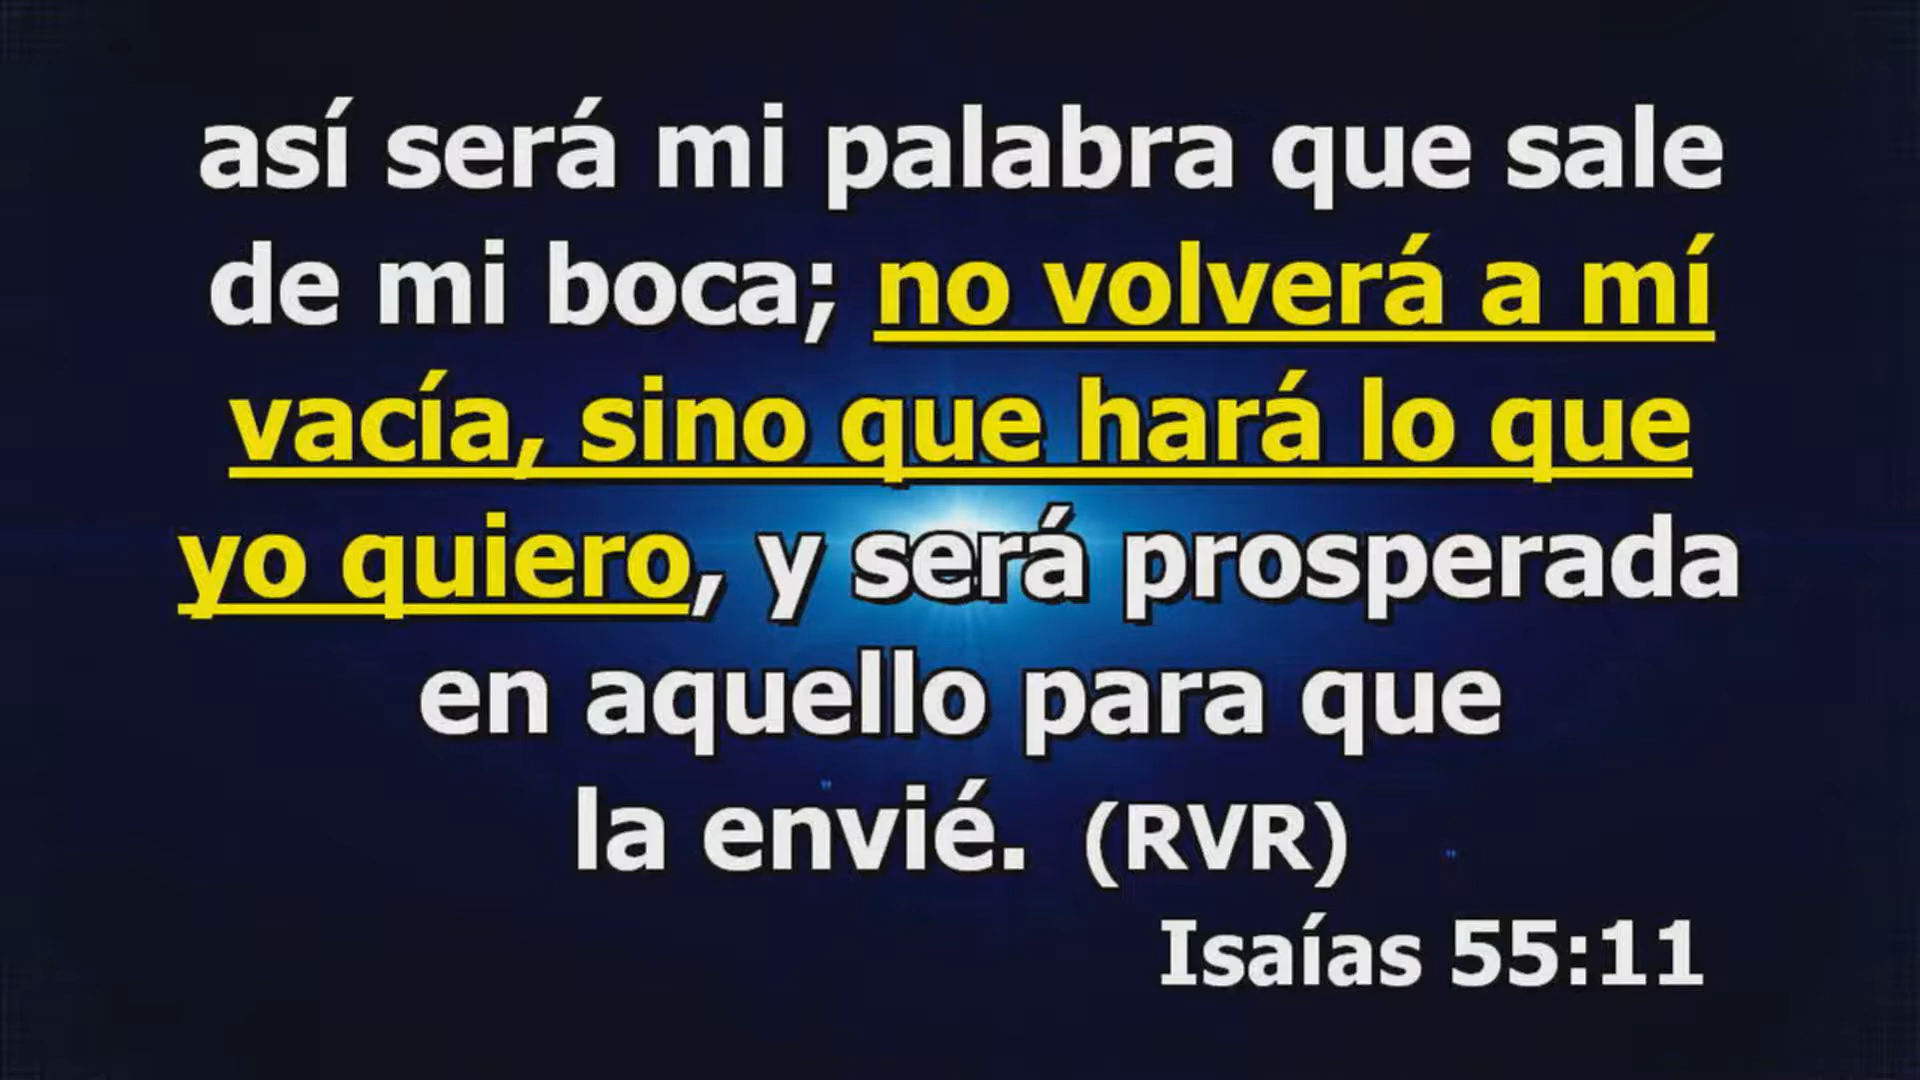 así será mi palabra que sale
de mi boca; no volverá a mí
vacía, sino que hará lo que
yo quiero, y será prosperada
en aquello para que
la envié. (RVR)
Isaías 55:11